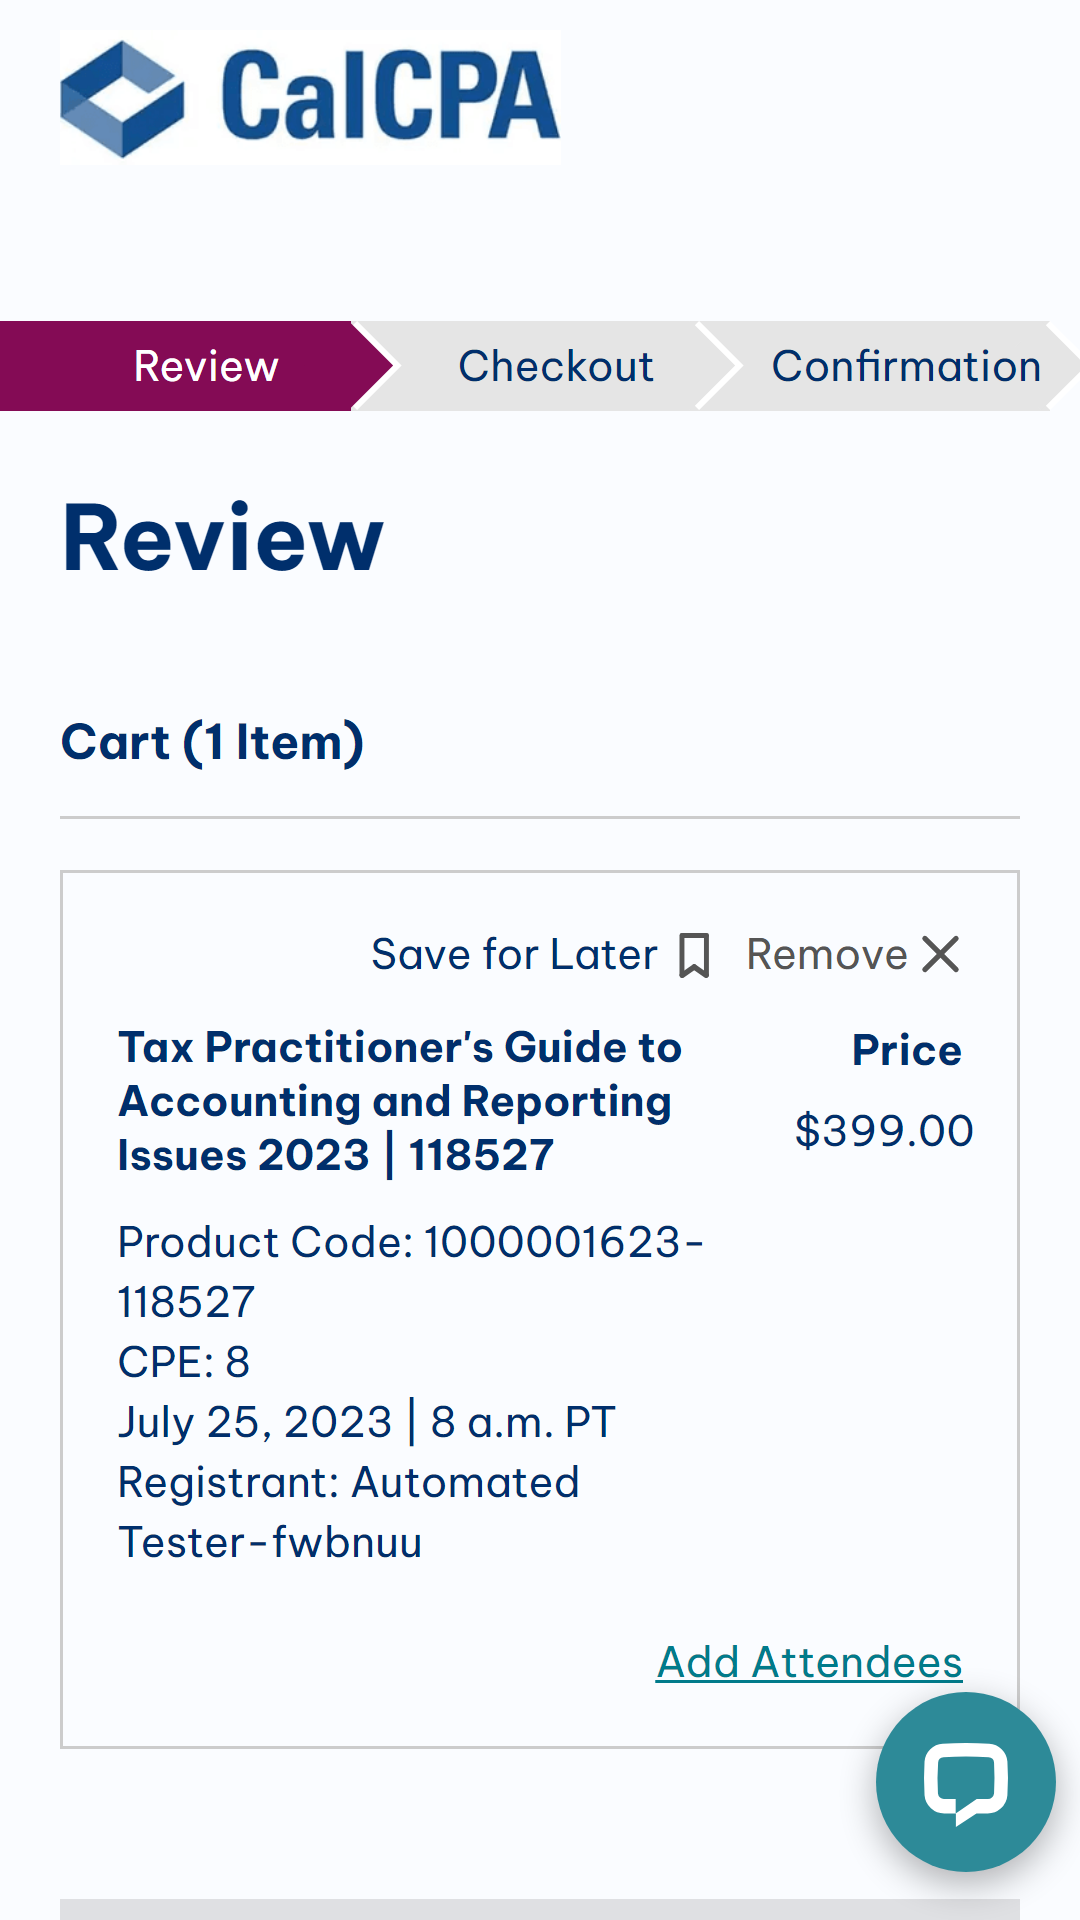 CalCPA
Review
Checkout
Confirmation
Review
Cart (1 Item)
Save for Later
Remove
Tax Practitioner's Guide to
Accounting and Reporting
Issues 2023 | 118527
Price
$399.00
Product Code: 1000001623-
118527
CPE: 8
July 25, 2023 | 8 a.m. PT
Registrant: Automated
Tester-fwbnuu
Add Attendees